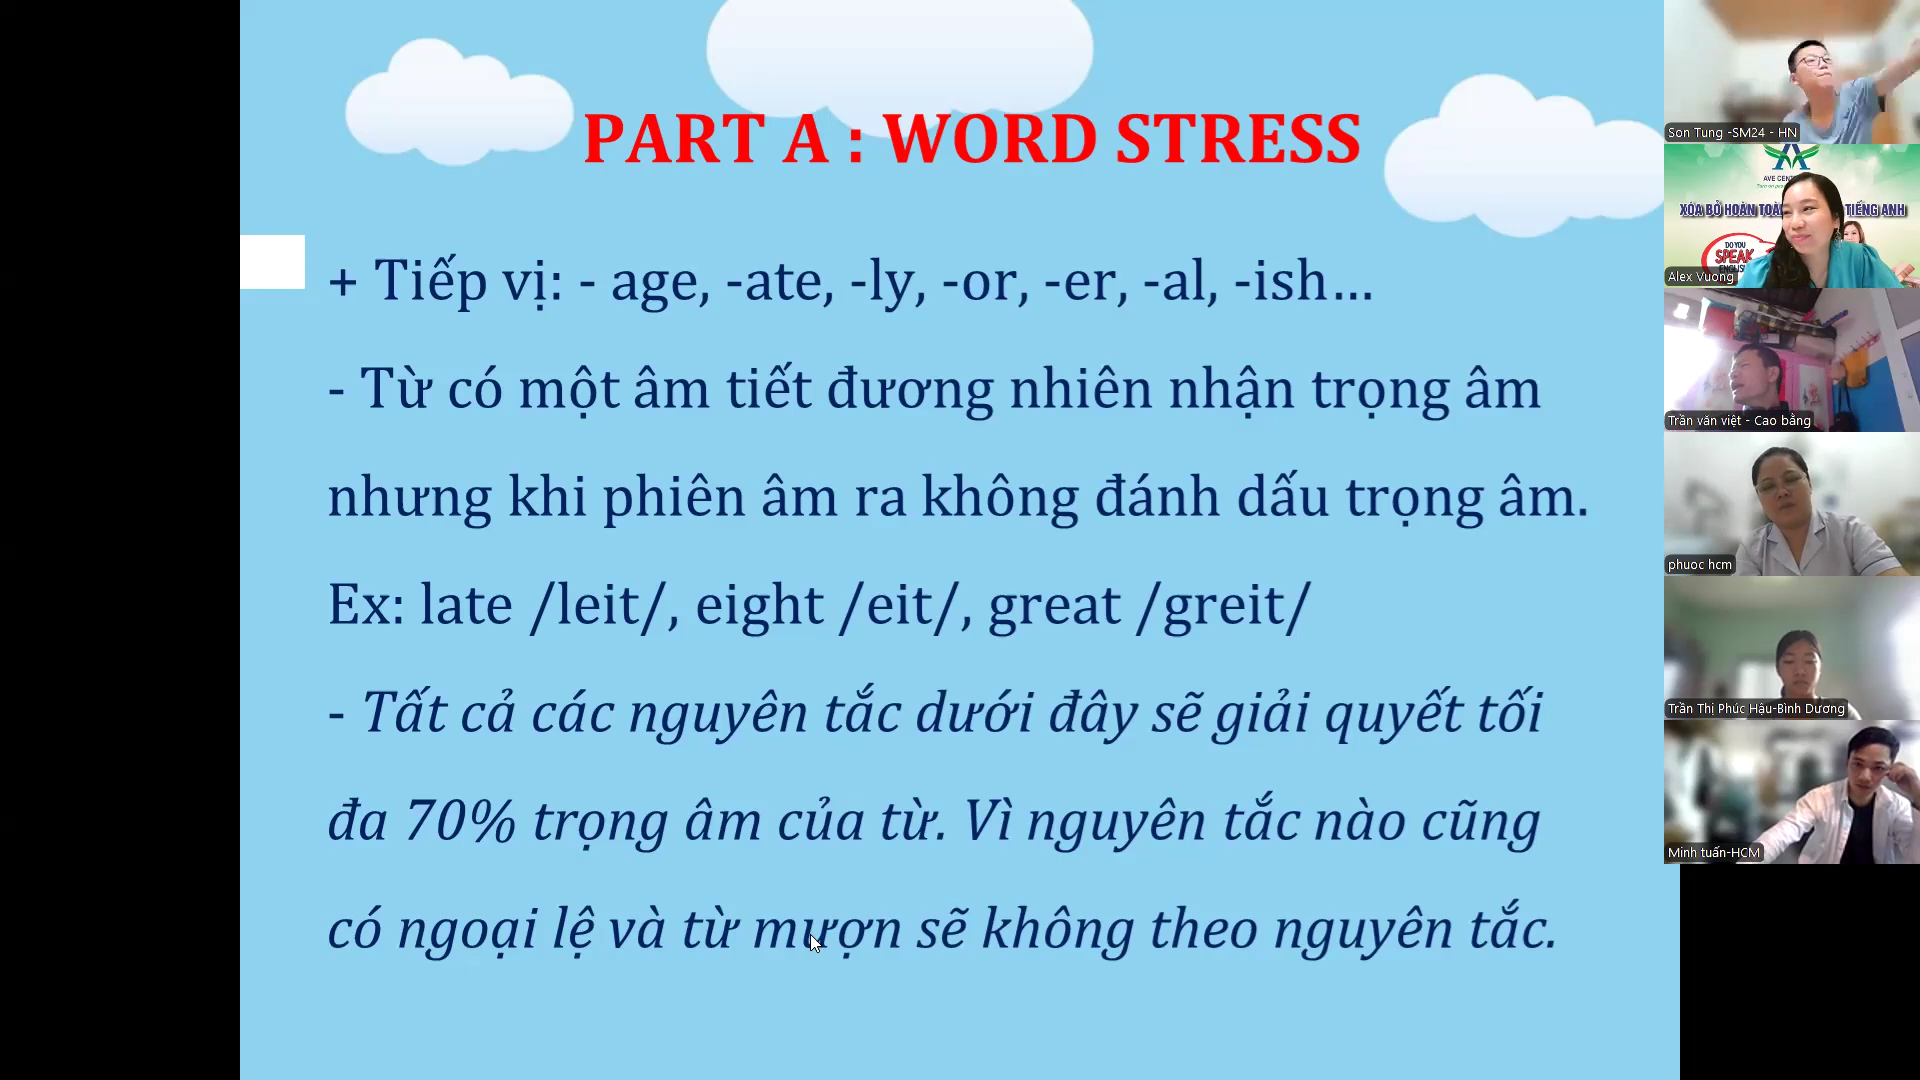 PART A : WORD STRESS
+ Tiếp vị: - age, -ate, -ly, -or, -er, -al, -ish...
- Từ có một âm tiết đương nhiên nhận trọng âm
nhưng khi phiên âm ra không đánh dấu trọng âm.
Ex: late /leit/, eight /eit/, great /greit/
- Tất cả các nguyên tắc dưới đây sẽ giải quyết tối
đa 70% trọng âm của từ. Vì nguyên tắc nào cũng
có ngoại lệ và từ mượn sẽ không theo nguyên tắc.
Son Tung -SM24 - HN
XÓA BỎ HOÀN TOÀN
TIẾNG ANH
DO YOU
SPEAK
Alex Vuong
Trần văn việt - Cao bằng
phuoc hcm
Trần Thị Phúc Hậu-Bình Dương
Minh tuấn-HCM